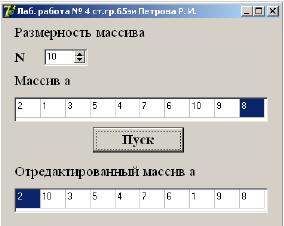 Лаб. работа № 4 ст.гр.65зи Петрова Р. И.
Размерность массива
N 10
Массив а
2 1 3 5 4 7 6 10 9 8
Пуск
Отредактированный массив а
2 10 3 5 4 7 6 1 9 8